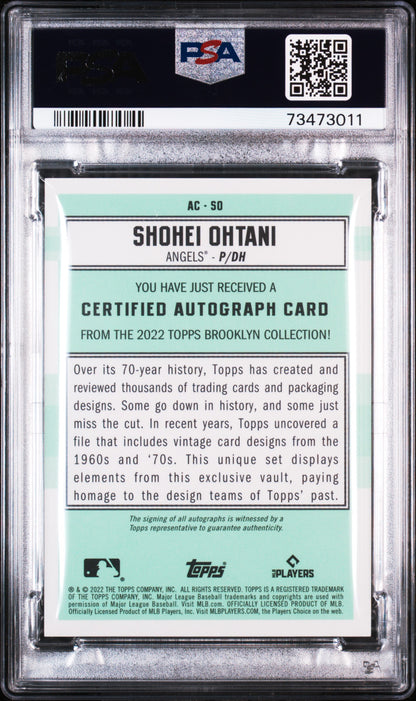 PSA
73473011
AC - SO
SHOHEI OHTANI
ANGELS® - P/DH
YOU HAVE JUST RECEIVED A
CERTIFIED AUTOGRAPH CARD
FROM THE 2022 TOPPS BROOKLYN COLLECTION!
Over its 70-year history, Topps has created and
reviewed thousands of trading cards and packaging
designs. Some go down in history, and some just
miss the cut. In recent years, Topps uncovered a
file that includes vintage card designs from the
1960s and ‘70s. This unique set displays
elements from this exclusive vault, paying
homage to the design teams of Topps’ past.
The signing of all autographs is witnessed by a
Topps representative to guarantee authenticity.
Topps
MLB PLAYERS
® & © 2022 THE TOPPS COMPANY, INC. ALL RIGHTS RESERVED. TOPPS IS A REGISTERED TRADEMARK
OF THE TOPPS COMPANY, INC. Major League Baseball trademarks and copyrights are used with
permission of Major League Baseball. Visit MLB.com. OFFICIALLY LICENSED PRODUCT OF MLB.
Officially Licensed Product of MLB Players, Inc. Visit MLBPLAYERS.COM, the Players Choice on the web.